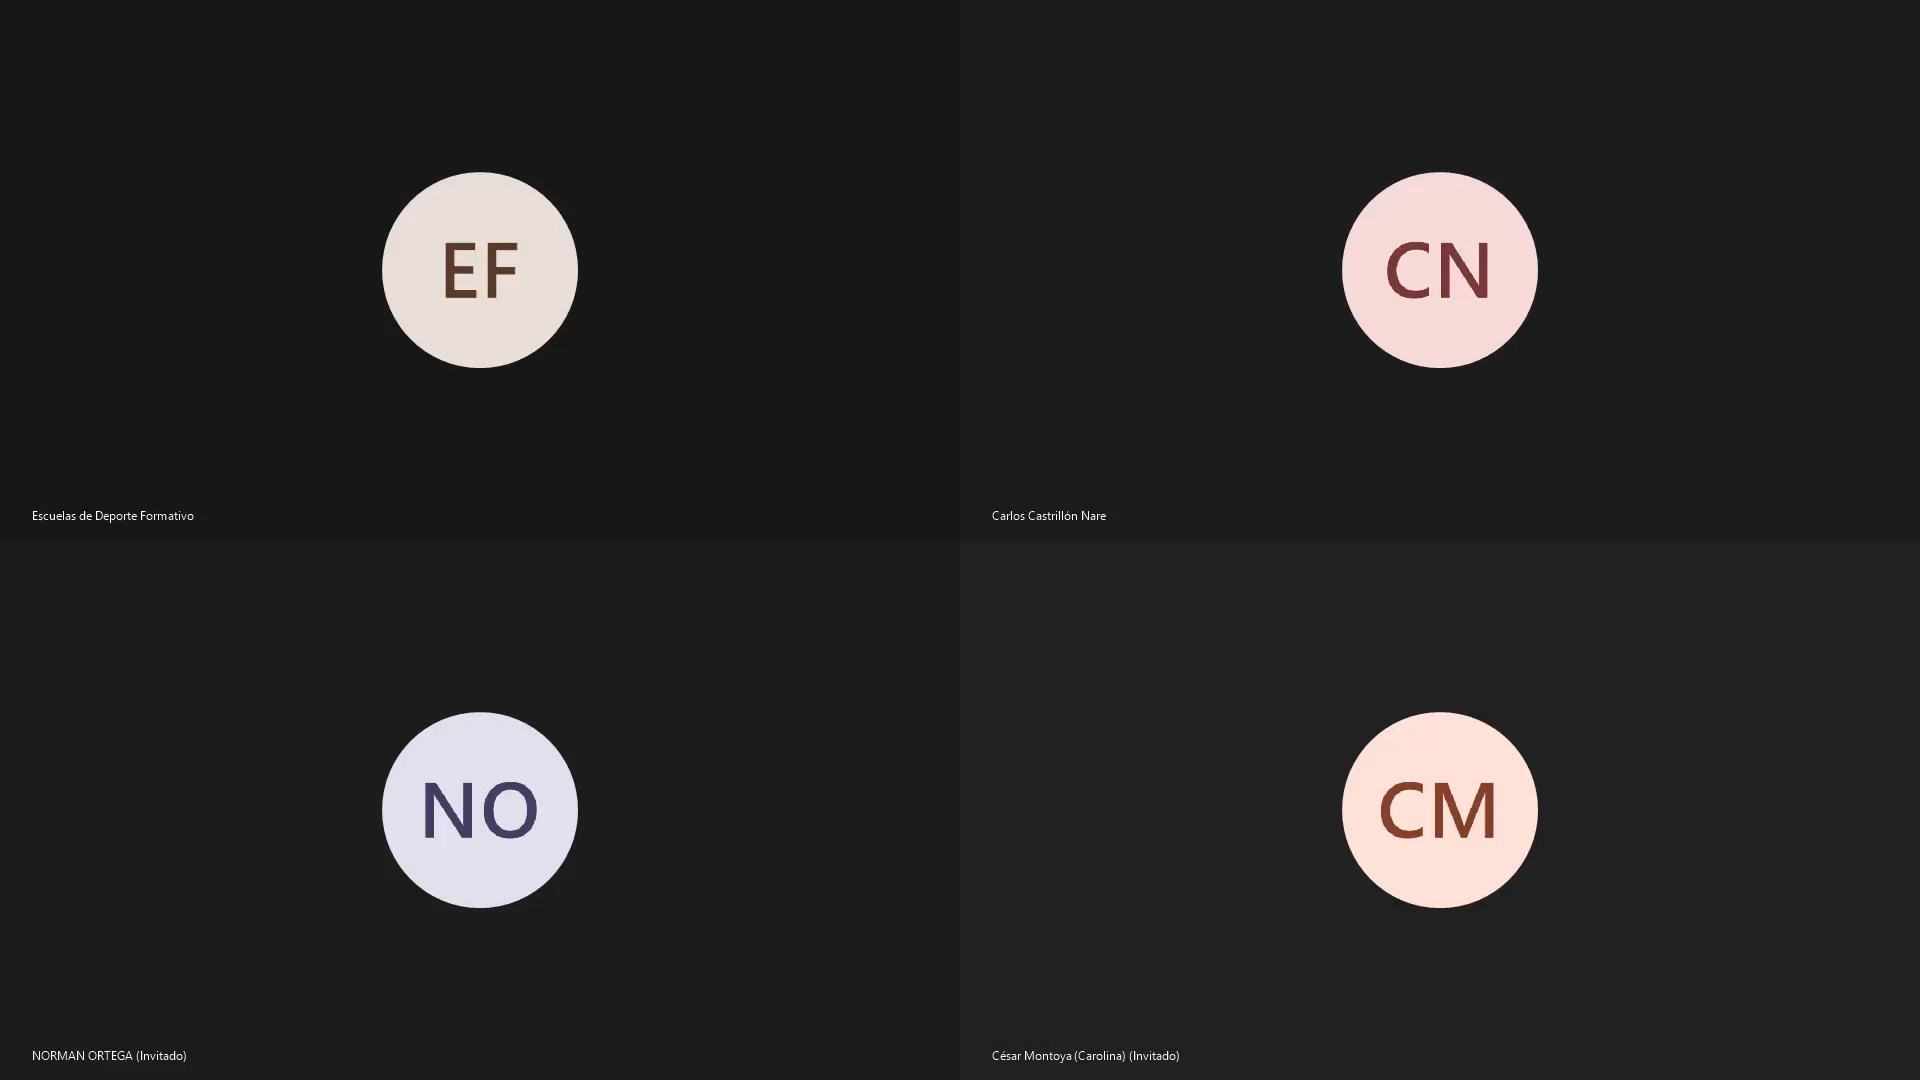 EF
Escuelas de Deporte Formativo
CN
Carlos Castrillón Nare
NO
NORMAN ORTEGA (Invitado)
CM
César Montoya (Carolina) (Invitado)